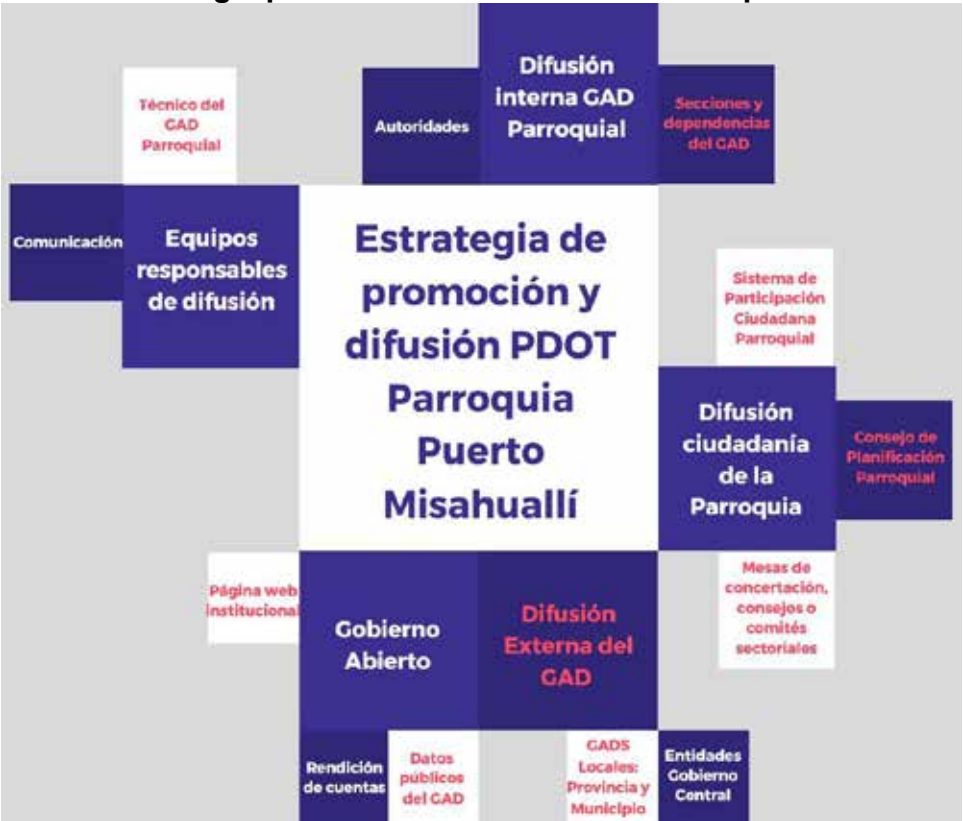 Difusión
interna GAD
Parroquial
Autoridades
Secciones y
dependencias
del GAD
Técnico del
GAD
Parroquial
Comunicación
Equipos
responsables
de difusión
Estrategia de
promoción y
difusión PDOT
Parroquia
Puerto
Misahuallí
Sistema de
Participación
Ciudadana
Parroquial
Difusión
ciudadanía
de la
Parroquia
Consejo de
Planificación
Parroquial
Mesas de
concertación,
consejos o
comités
sectoriales
Página web
institucional
Gobierno
Abierto
Difusión
Externa del
GAD
Rendición
de cuentas
Datos
públicos
del GAD
GADS
Locales:
Provincia y
Municipio
Entidades
Gobierno
Central